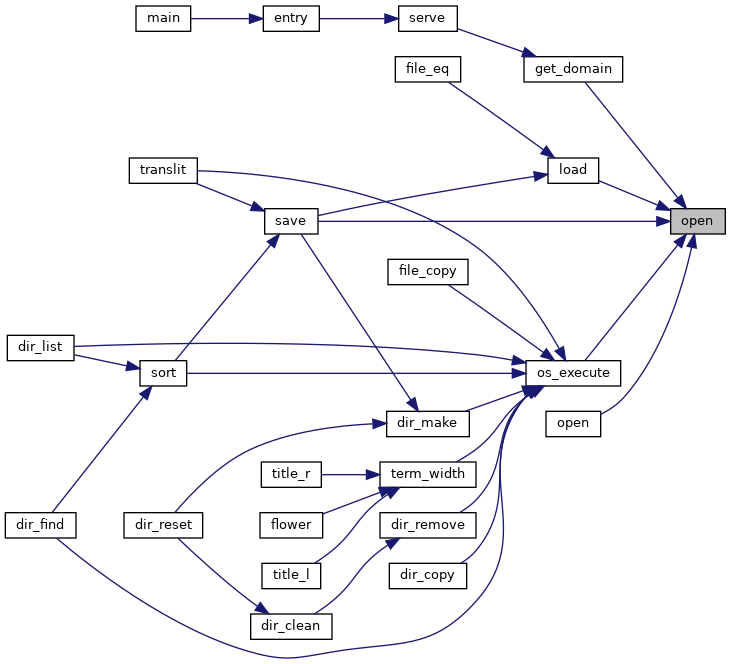 main
entry
serve
file_eq
get_domain
translit
load
save
open
file_copy
dir_list
sort
os_execute
dir_make
open
title_r
term_width
dir_find
dir_reset
flower
dir_remove
title_l
dir_copy
dir_clean